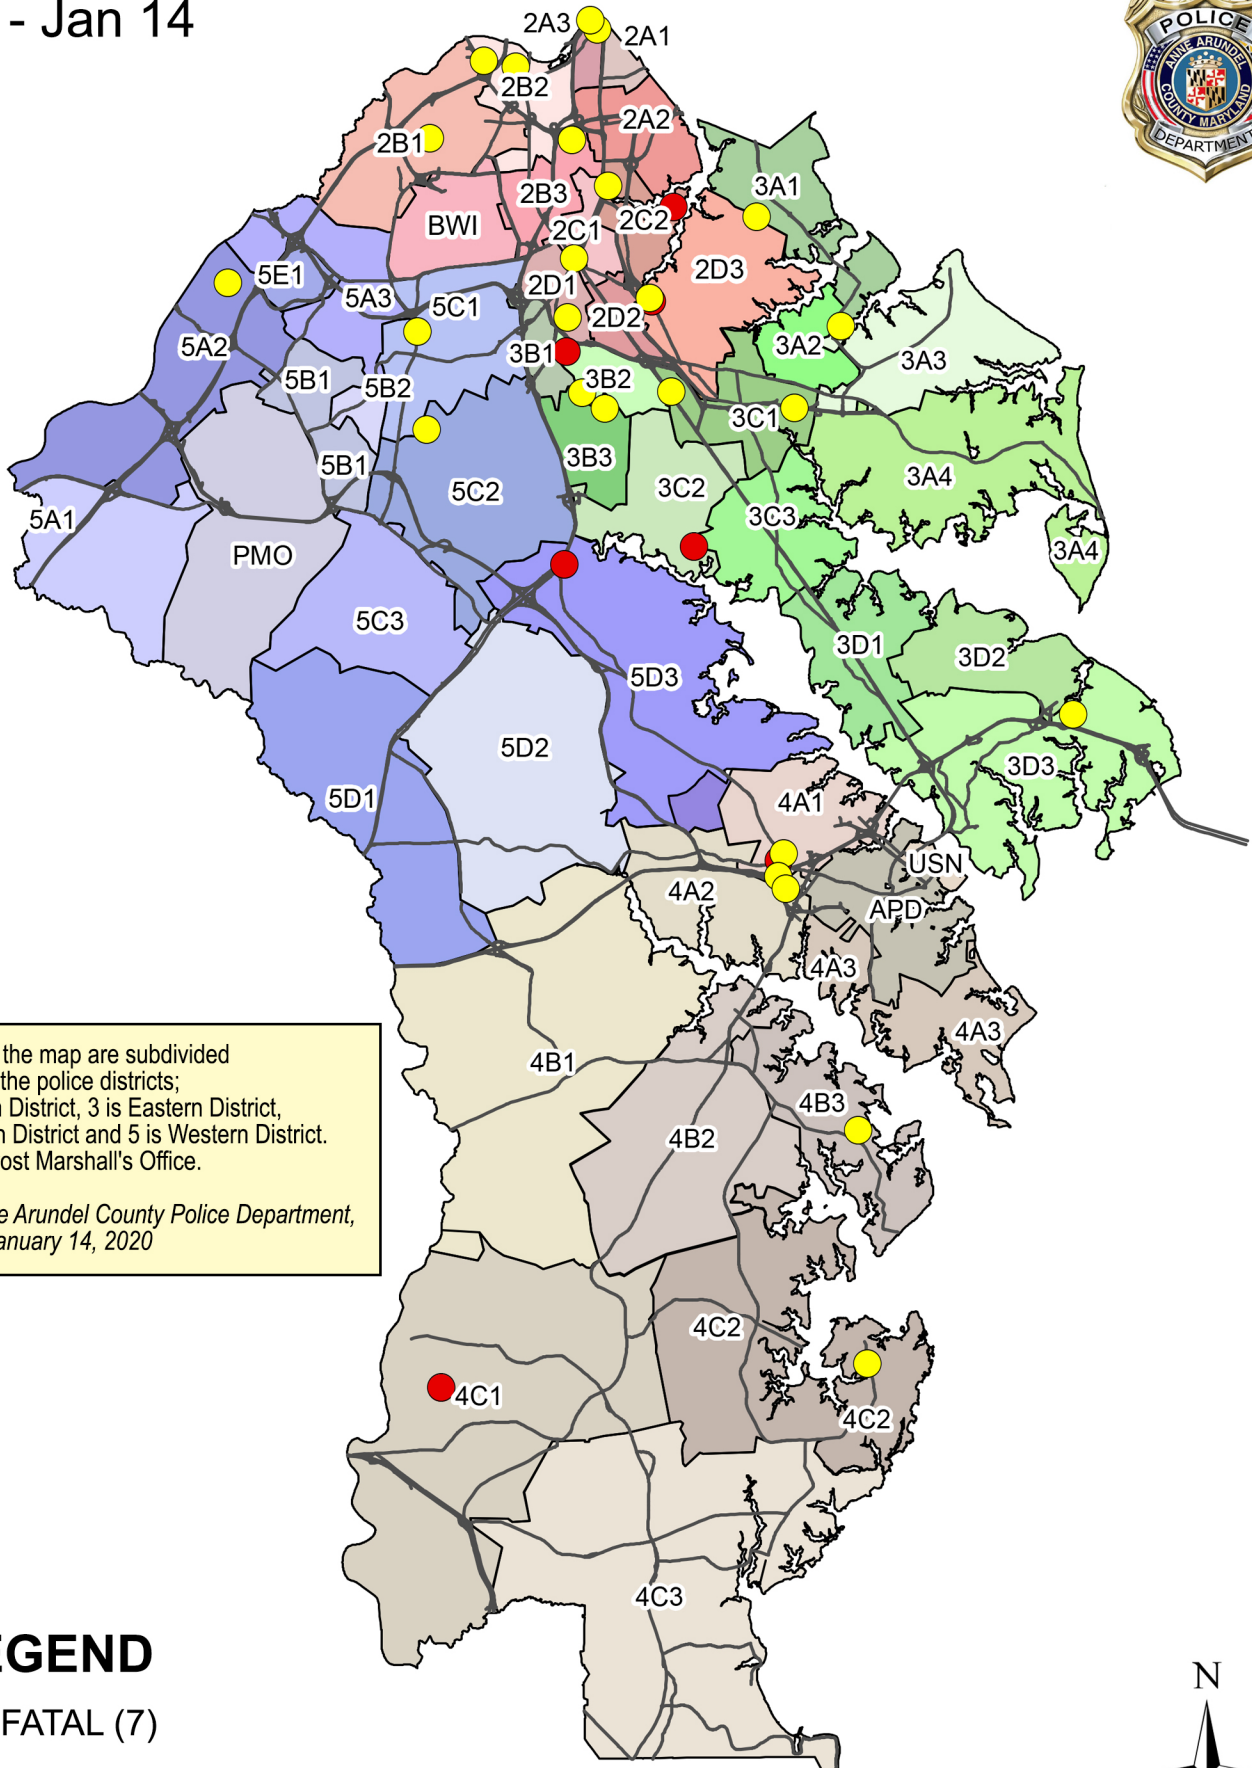 - Jan 14
POLICE
ANNE ARUNDEL
COUNTY MARYLAND
DEPARTMENT
2A3
2A1
2B2
2A2
2B1
3A1
2B3
BWI
2C1
2C2
2D3
5E1
5A3
5C1
2D1
2D2
5A2
3B1
3A2
3A3
5B1
5B2
3B2
3C1
3B3
5B1
3A4
5C2
3C2
5A1
3C3
PMO
3A4
5C3
3D1
3D2
5D3
5D2
3D3
5D1
4A1
USN
4A2
APD
4A3
4A3
the map are subdivided
the police districts;
District, 3 is Eastern District,
District and 5 is Western District.
ost Marshall's Office.
e Arundel County Police Department,
anuary 14, 2020
4B1
4B3
4B2
4C2
4C1
4C2
4C3
EGEND
FATAL (7)
N